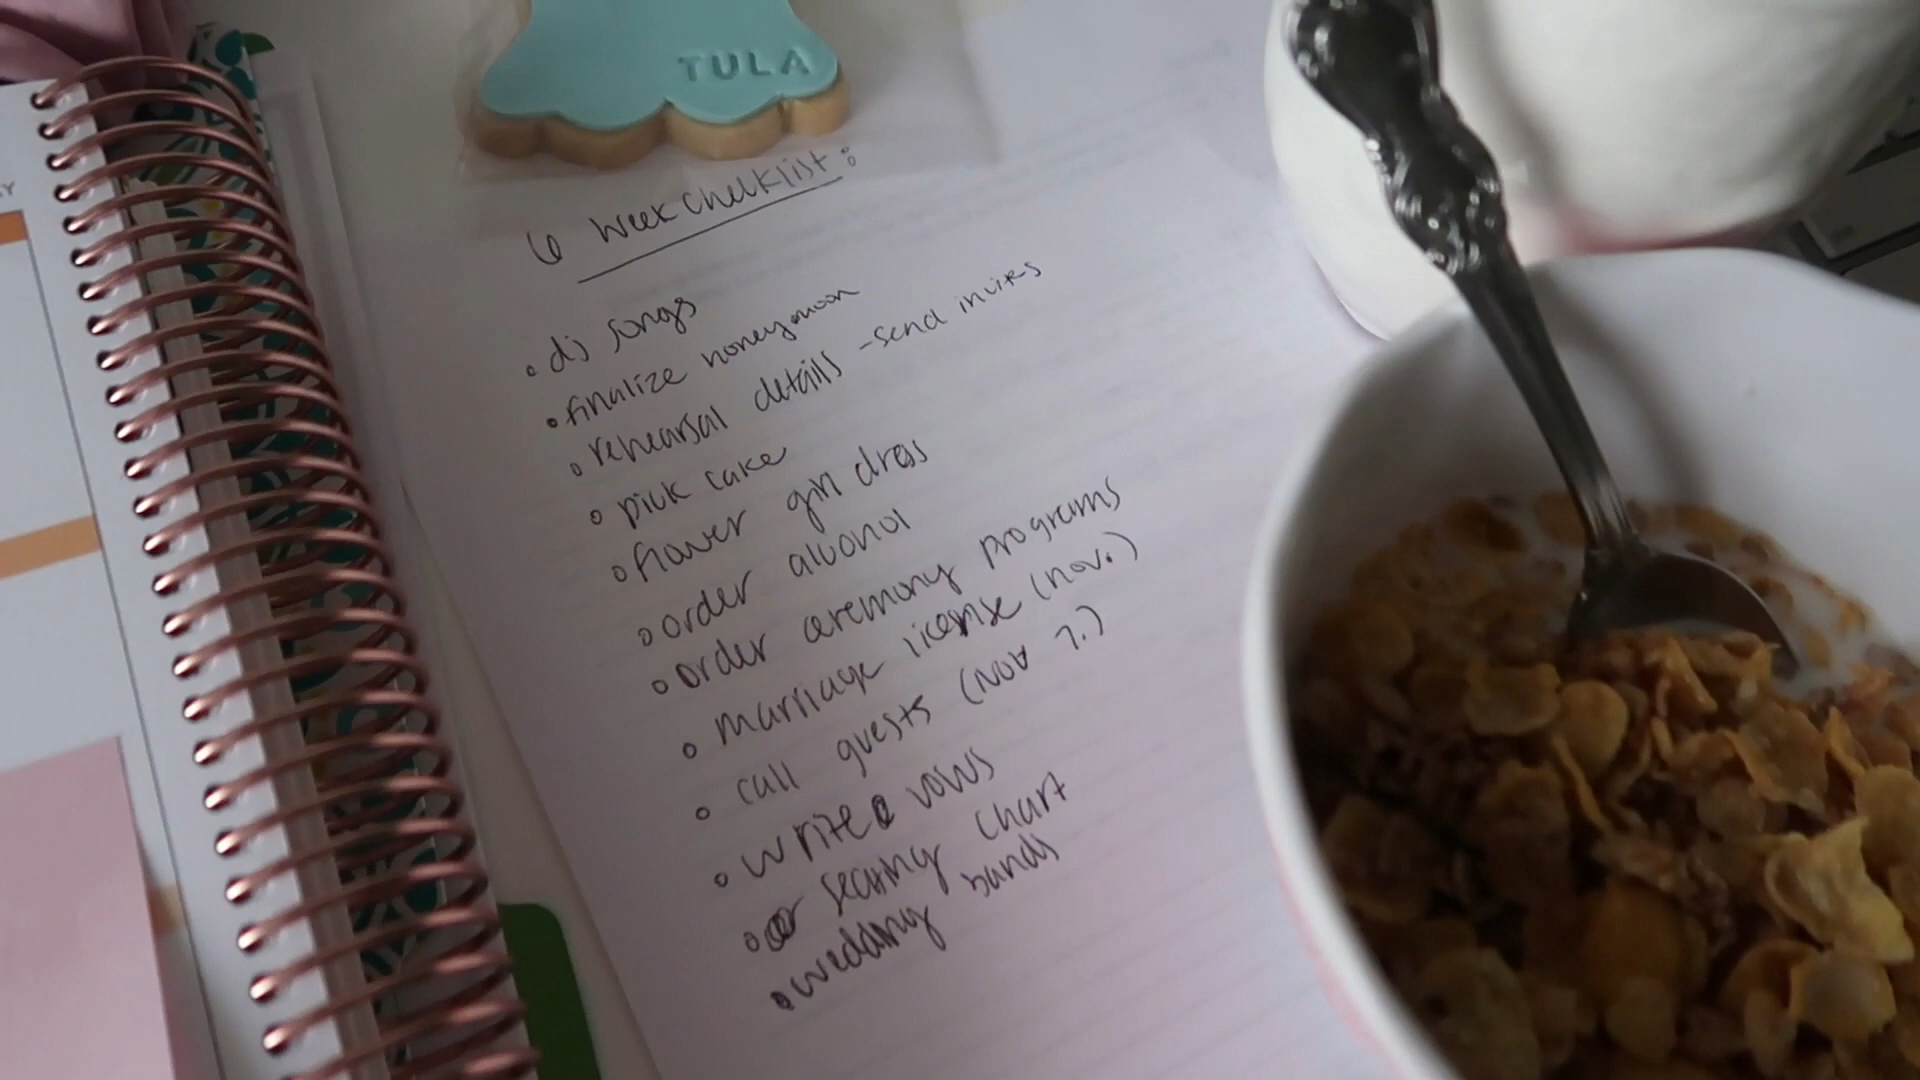 TULA
6 Week Checklist:
dj songs
finalize honeymoon
rehearsal details - send invites
pick cake
flower girl dress
order alcohol
order ceremony programs
marriage license (nov.)
call guests (Nov 7.)
write vows
seating chart
wedding bands